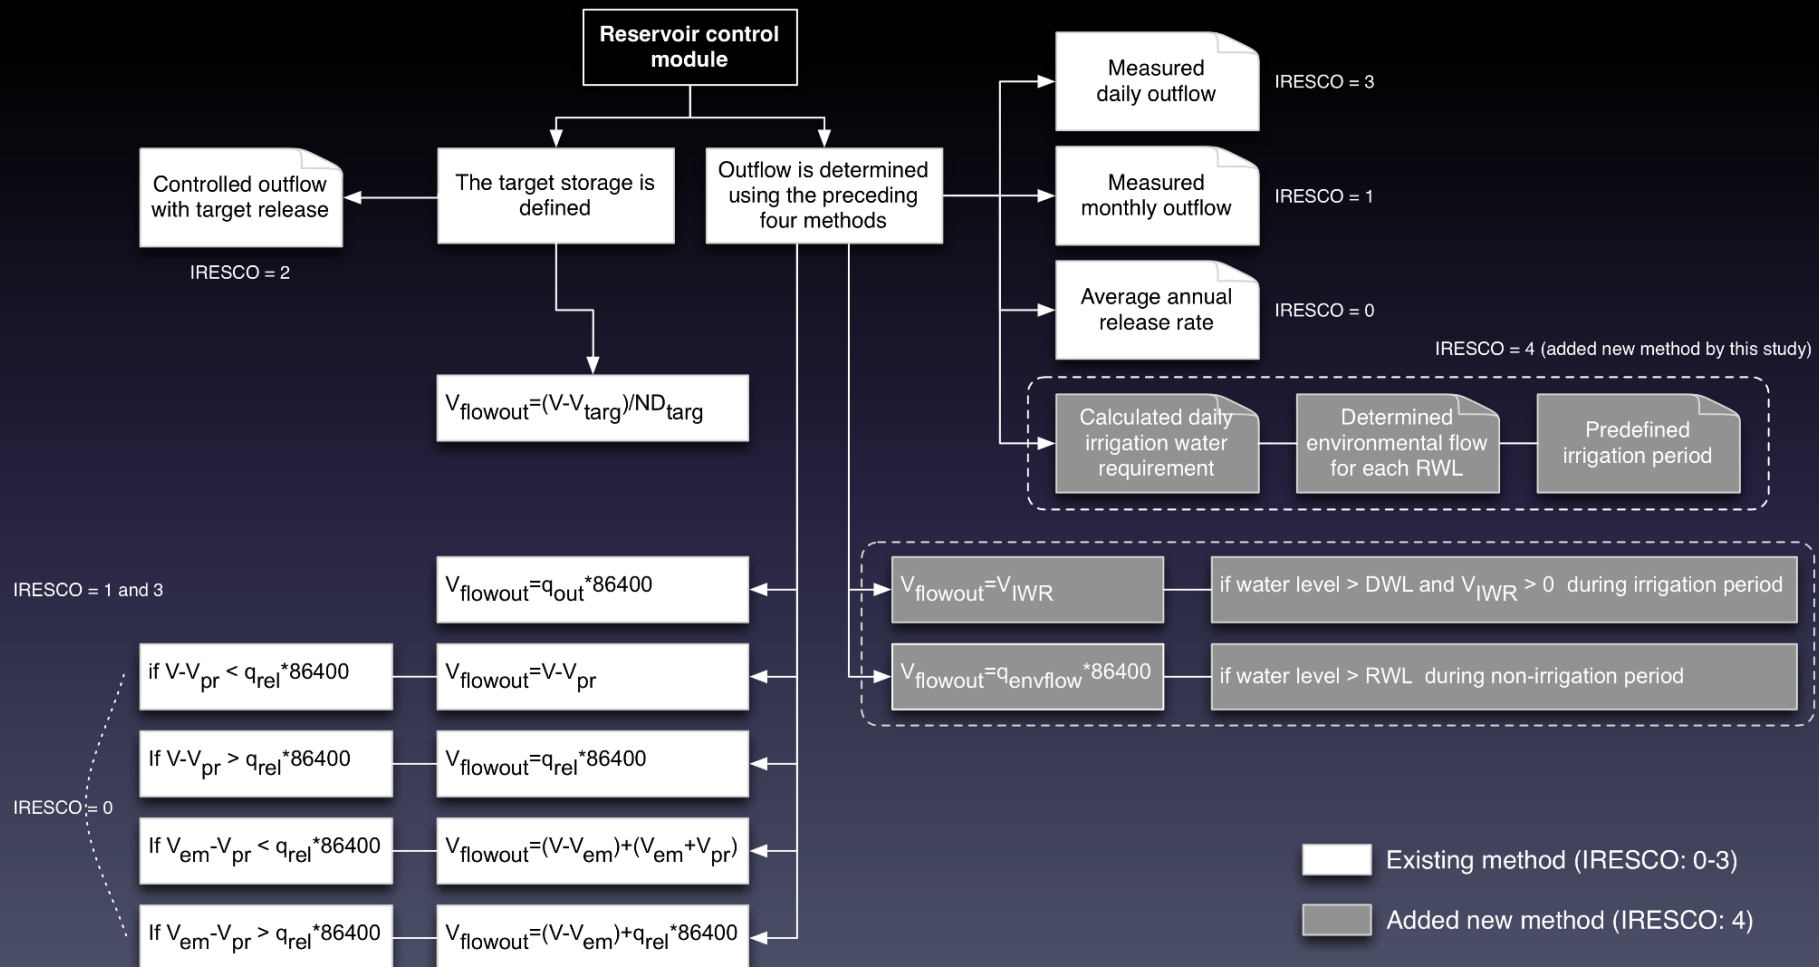 Reservoir control
module
Controlled outflow
with target release
IRESCO = 2
The target storage is
defined
Outflow is determined
using the preceding
four methods
Measured
daily outflow
IRESCO = 3
Measured
monthly outflow
IRESCO = 1
Average annual
release rate
IRESCO = 0
IRESCO = 4 (added new method by this study)
Calculated daily
irrigation water
requirement
Determined
environmental flow
for each RWL
Predefined
irrigation period
Vflowout=(V-Vtarg)/NDtarg
IRESCO = 1 and 3
Vflowout=qout*86400
Vflowout=VIWR
if water level > DWL and VIWR > 0 during irrigation period
if V-Vpr < qrel*86400
Vflowout=V-Vpr
Vflowout=qenvflow*86400
if water level > RWL during non-irrigation period
If V-Vpr > qrel*86400
Vflowout=qrel*86400
IRESCO = 0
If Vem-Vpr < qrel*86400
Vflowout=(V-Vem)+(Vem+Vpr)
If Vem-Vpr > qrel*86400
Vflowout=(V-Vem)+qrel*86400
Existing method (IRESCO: 0-3)
Added new method (IRESCO: 4)